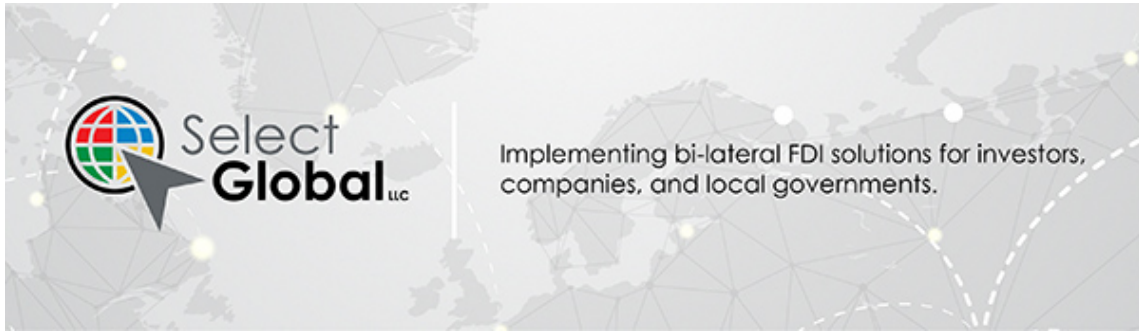 Select
Global LLC
Implementing bi-lateral FDI solutions for investors,
companies, and local governments.